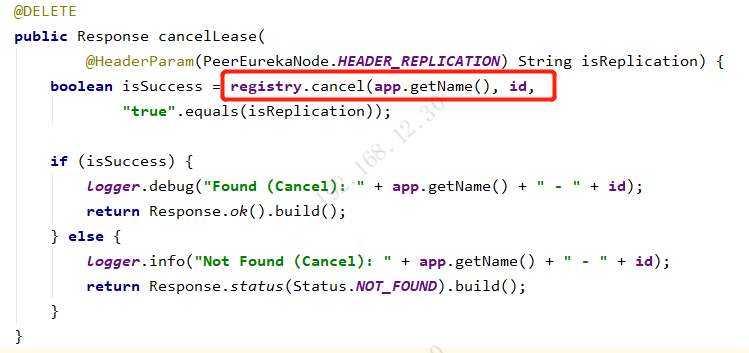 @DELETE
public Response cancelLease(
        @HeaderParam(PeerEurekaNode.HEADER_REPLICATION) String isReplication) {
    boolean isSuccess = registry.cancel(app.getName(), id,
            "true".equals(isReplication));

    if (isSuccess) {
        logger.debug("Found (Cancel): " + app.getName() + " - " + id);
        return Response.ok().build();
    } else {
        logger.info("Not Found (Cancel): " + app.getName() + " - " + id);
        return Response.status(Status.NOT_FOUND).build();
    }
}